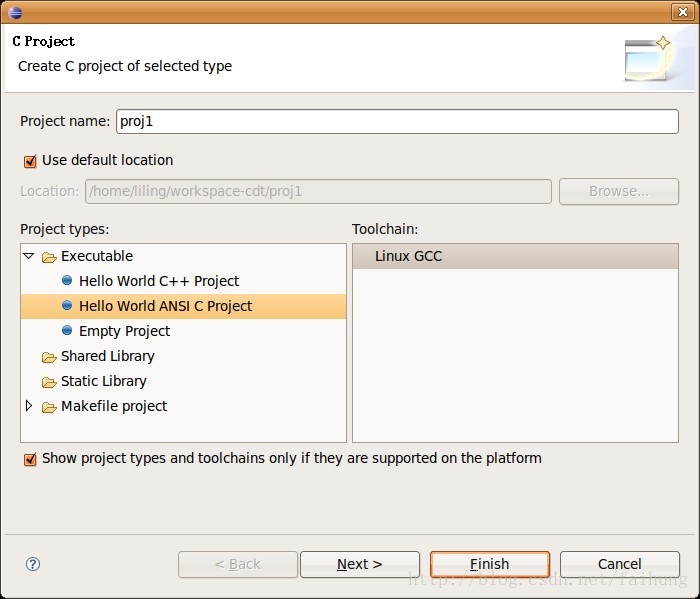 C Project
Create C project of selected type
Project name: proj1
Use default location
Location: /home/liling/workspace-cdt/proj1 Browse...
Project types: Toolchain:
Executable Linux GCC
Hello World C++ Project
Hello World ANSI C Project
Empty Project
Shared Library
Static Library
Makefile project
Show project types and toolchains only if they are supported on the platform
? < Back Next > Finish Cancel
http://blog.csdn.net/faihung